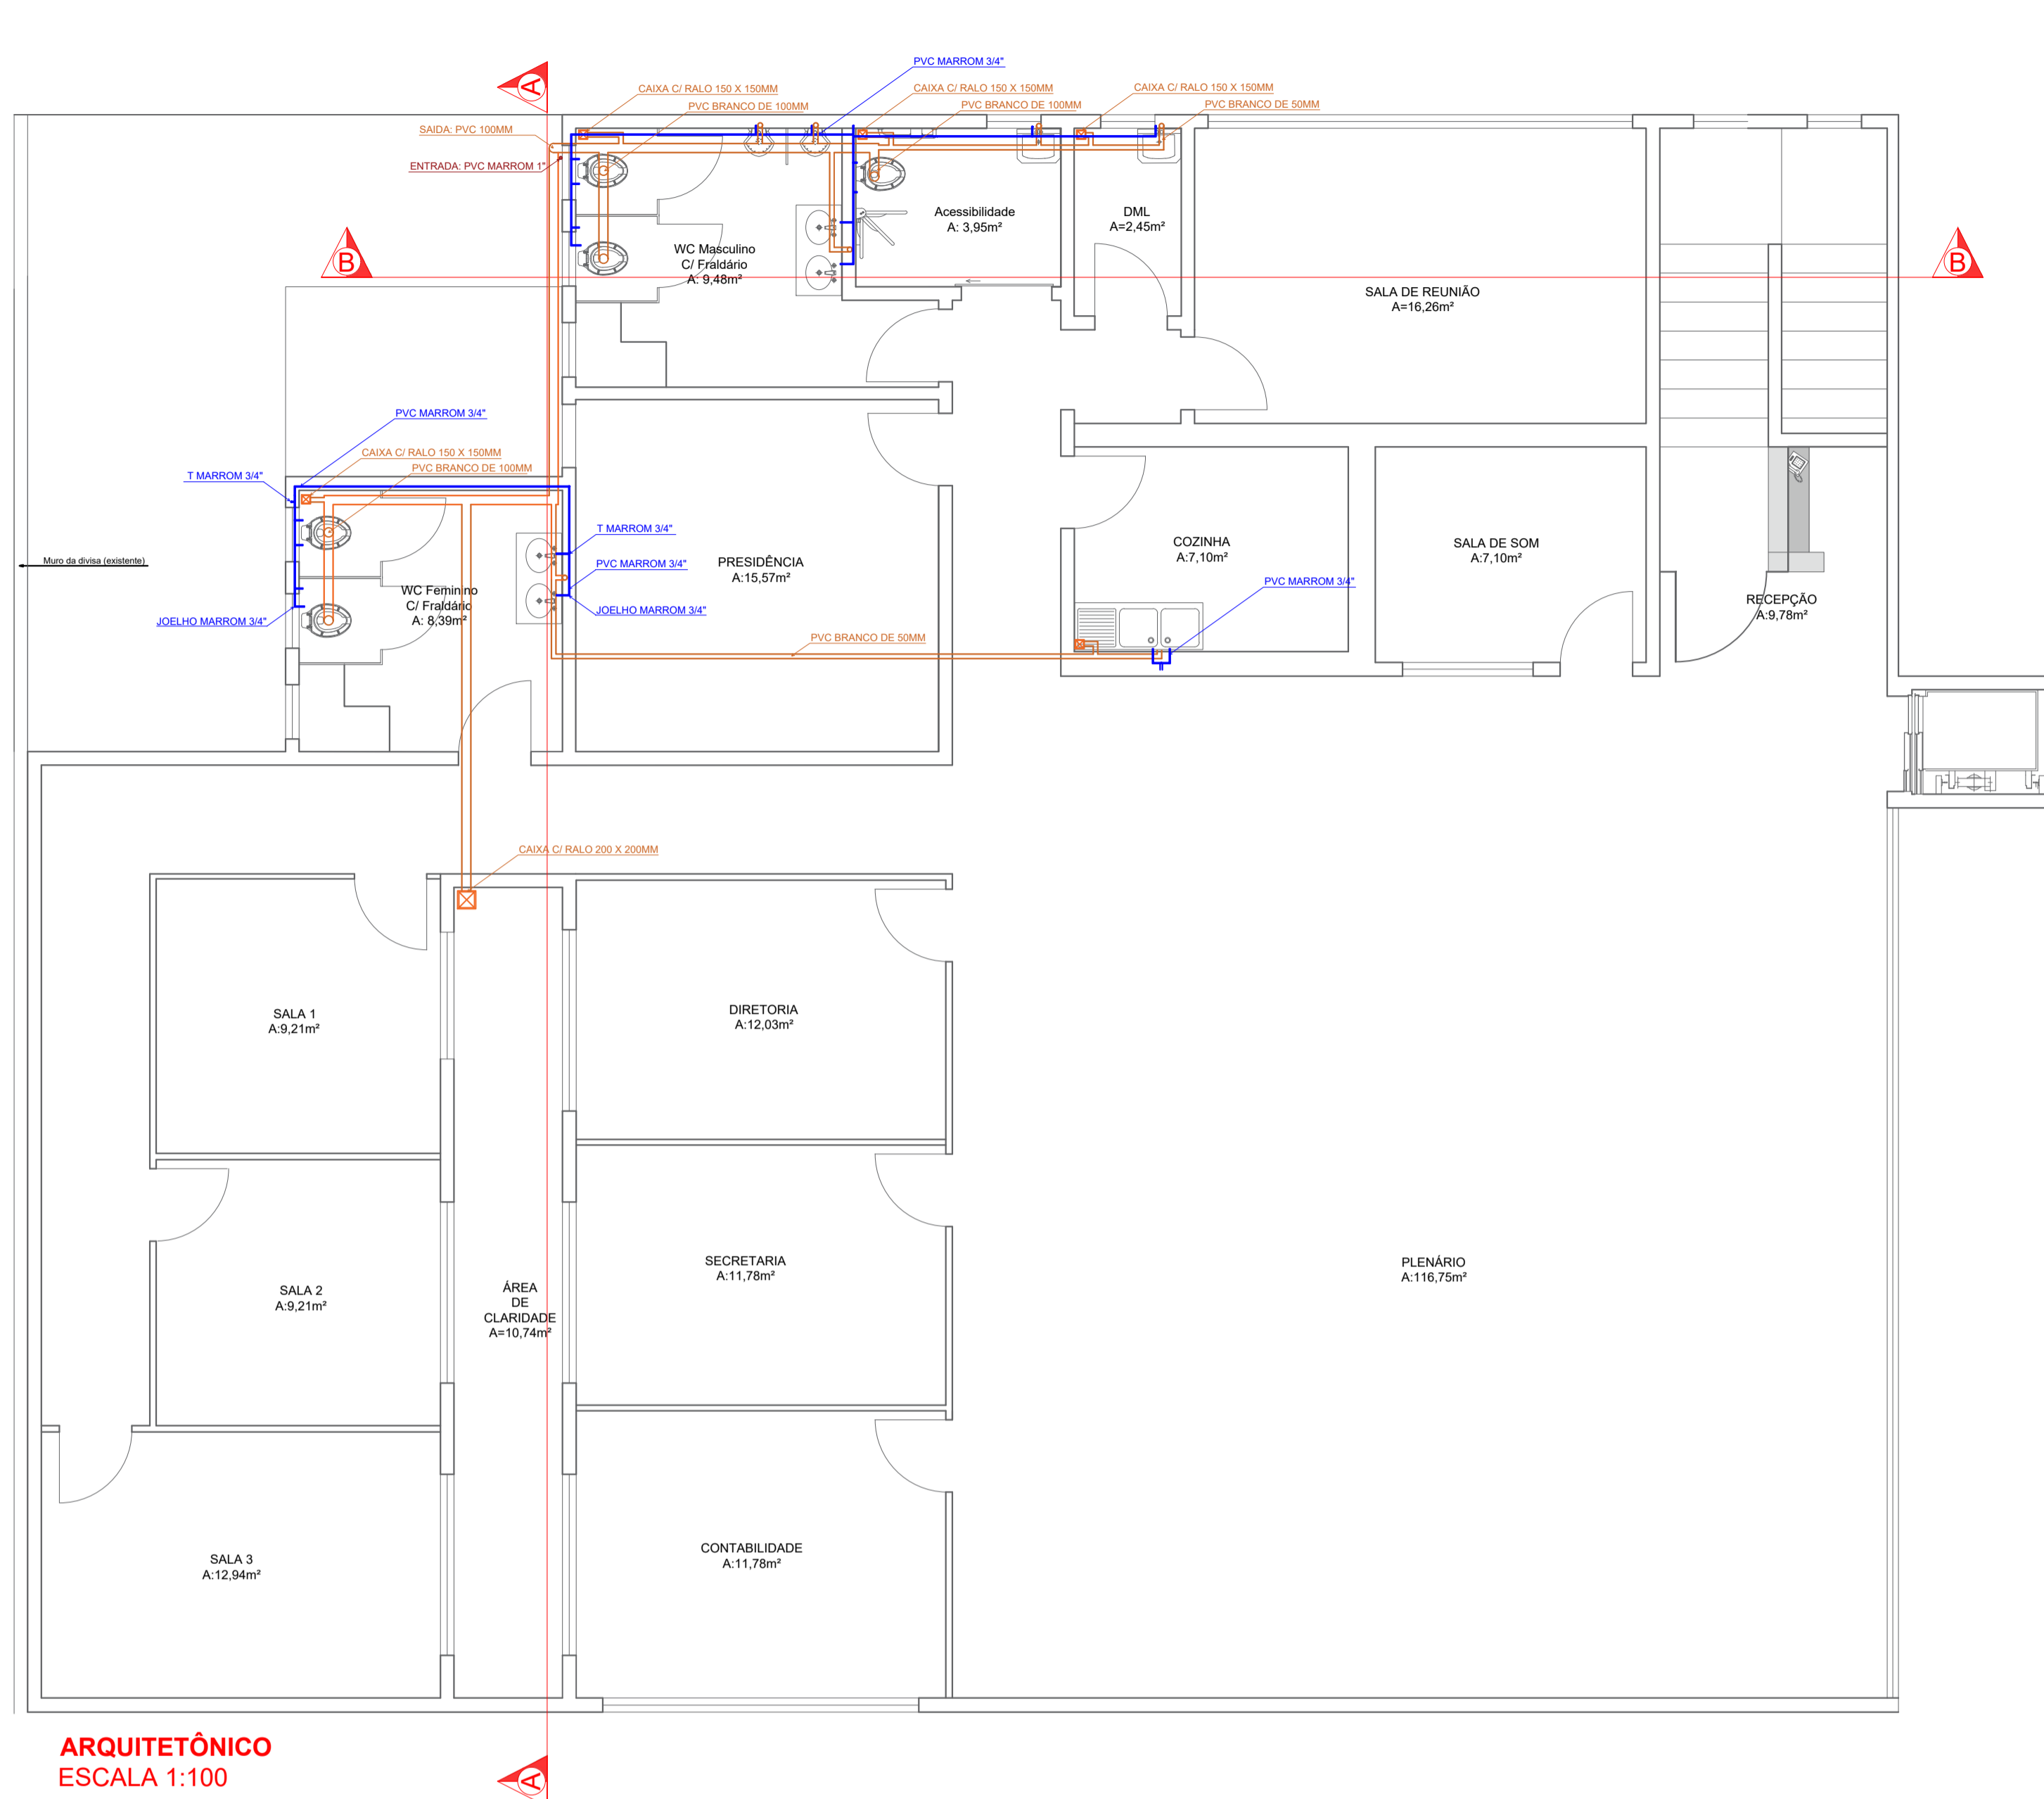 PVC MARROM 3/4"
A
CAIXA C/ RALO 150 X 150MM
CAIXA C/ RALO 150 X 150MM
CAIXA C/ RALO 150 X 150MM
PVC BRANCO DE 100MM
PVC BRANCO DE 100MM
PVC BRANCO DE 50MM
SAIDA: PVC 100MM
ENTRADA: PVC MARROM 1"
Acessibilidade
A: 3,95m²
DML
A=2,45m²
B
WC Masculino
C/ Fraldário
A: 9,48m²
B
SALA DE REUNIÃO
A=16,26m²
PVC MARROM 3/4"
CAIXA C/ RALO 150 X 150MM
PVC BRANCO DE 100MM
T MARROM 3/4"
T MARROM 3/4"
COZINHA
A:7,10m²
SALA DE SOM
A:7,10m²
Muro da divisa (existente)
PVC MARROM 3/4"
PRESIDÊNCIA
A:15,57m²
PVC MARROM 3/4"
WC Feminino
C/ Fraldário
A: 8,39m²
JOELHO MARROM 3/4"
RECEPÇÃO
A:9,78m²
JOELHO MARROM 3/4"
PVC BRANCO DE 50MM
CAIXA C/ RALO 200 X 200MM
SALA 1
A:9,21m²
DIRETORIA
A:12,03m²
SECRETARIA
A:11,78m²
PLENÁRIO
A:116,75m²
SALA 2
A:9,21m²
ÁREA
DE
CLARIDADE
A=10,74m²
CONTABILIDADE
A:11,78m²
SALA 3
A:12,94m²
ARQUITETÔNICO
ESCALA 1:100
A